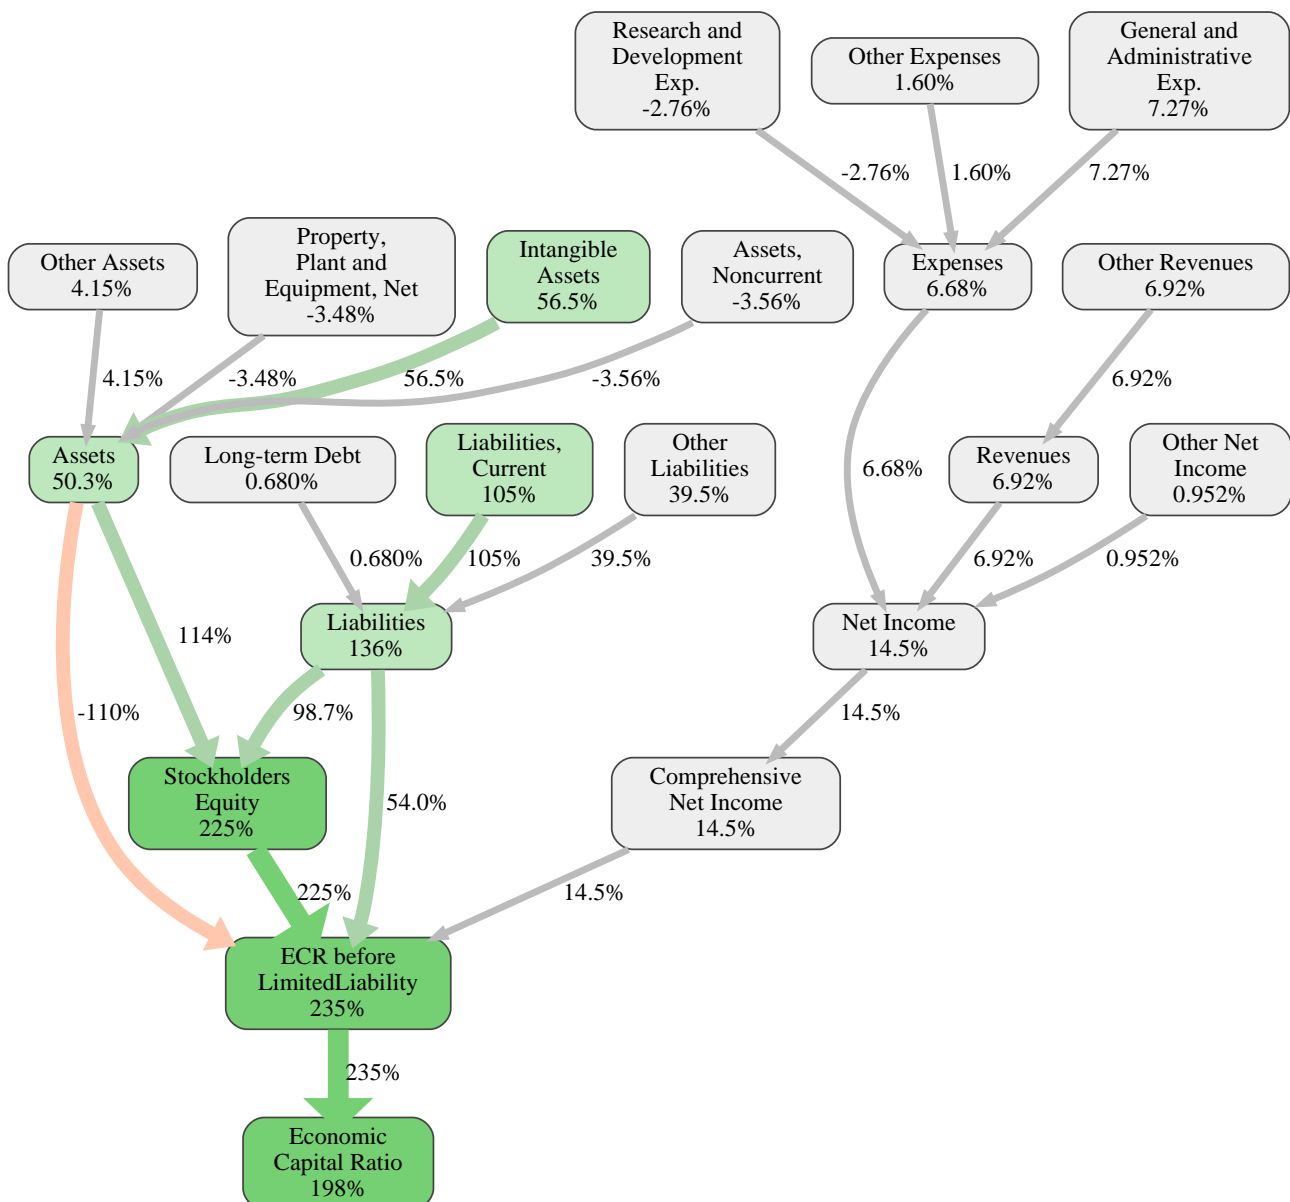 Research and
Development
Exp.
-2.76%
Other Expenses
1.60%
General and
Administrative
Exp.
7.27%
-2.76%
1.60%
7.27%
Other Assets
4.15%
Property,
Plant and
Equipment, Net
-3.48%
Intangible
Assets
56.5%
Assets,
Noncurrent
-3.56%
Expenses
6.68%
Other Revenues
6.92%
4.15%
-3.48%
56.5%
-3.56%
6.92%
Assets
50.3%
Long-term Debt
0.680%
Liabilities,
Current
105%
Other
Liabilities
39.5%
6.68%
Revenues
6.92%
Other Net
Income
0.952%
0.680%
105%
39.5%
6.92%
0.952%
114%
Liabilities
136%
Net Income
14.5%
-110%
98.7%
14.5%
Stockholders
Equity
225%
54.0%
Comprehensive
Net Income
14.5%
225%
14.5%
ECR before
LimitedLiability
235%
235%
Economic
Capital Ratio
198%